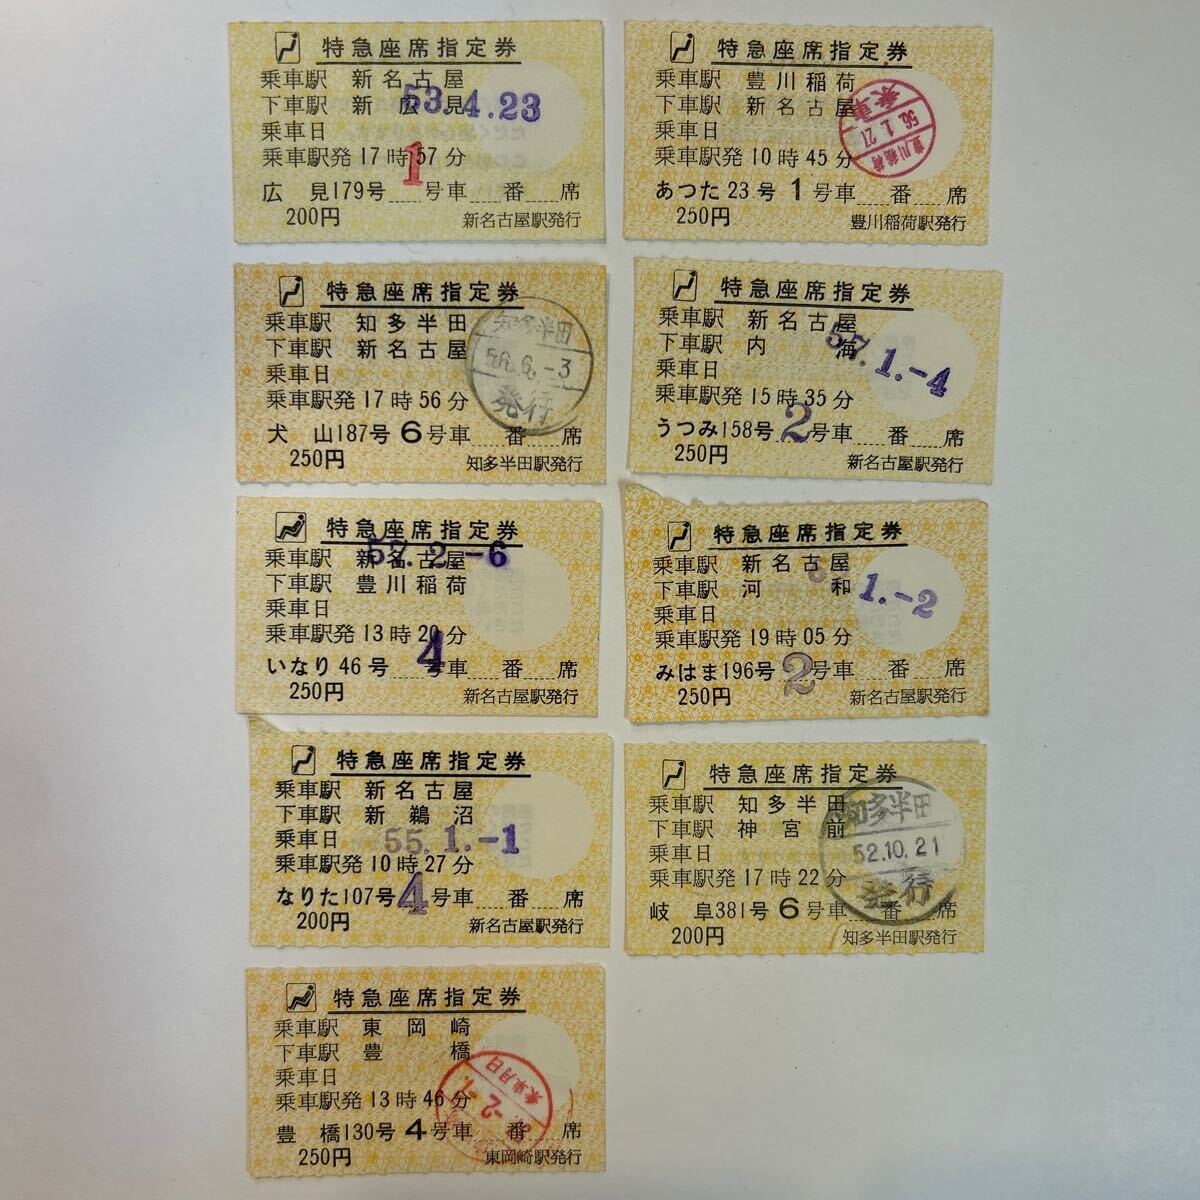 特急座席指定券
乗車駅 新名古屋
下車駅 新広見
53.4.23
乗車日
乗車駅発 17時57分
1
広見179号 号車 番 席
200円 新名古屋駅発行
特急座席指定券
乗車駅 豊川稲荷
下車駅 新名古屋
乗車日
乗車
56.1.27
豊川稲荷
乗車駅発 10時45分
あつた 23号 1号車 番 席
250円 豊川稲荷駅発行
特急座席指定券
乗車駅 知多半田
下車駅 新名古屋
乗車日
知多半田
56.6.-3
発行
乗車駅発 17時56分
犬山187号 6号車 番 席
250円 知多半田駅発行
特急座席指定券
乗車駅 新名古屋
下車駅 内海
57.1.-4
乗車日
乗車駅発 15時35分
うつみ158号 2号車 番 席
250円 新名古屋駅発行
特急座席指定券
57.2.-6
乗車駅 新名古屋
下車駅 豊川稲荷
乗車日
乗車駅発 13時20分
いなり 46号 4号車 番 席
250円 新名古屋駅発行
特急座席指定券
乗車駅 新名古屋
下車駅 河和
1.-2
乗車日
乗車駅発 19時05分
みはま196号 2号車 番 席
250円 新名古屋駅発行
特急座席指定券
乗車駅 新名古屋
下車駅 新鵜沼
乗車日 55.1.-1
乗車駅発 10時27分
なりた107号 4号車 番 席
200円 新名古屋駅発行
特急座席指定券
乗車駅 知多半田
下車駅 神宮前
乗車日
知多半田
52.10.21
発行
乗車駅発 17時22分
岐阜381号 6号車 番 席
200円 知多半田駅発行
特急座席指定券
乗車駅 東岡崎
下車駅 豊橋
乗車日
乗車月日
乗車駅発 13時46分
豊橋130号 4号車 番 席
250円 東岡崎駅発行